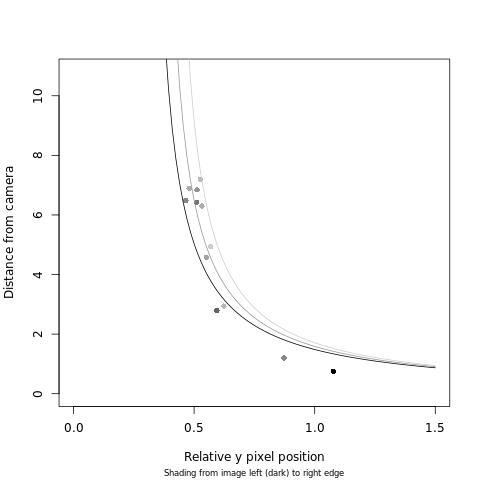 Distance from camera
10
8
6
4
2
0
0.0 0.5 1.0 1.5
Relative y pixel position
Shading from image left (dark) to right edge